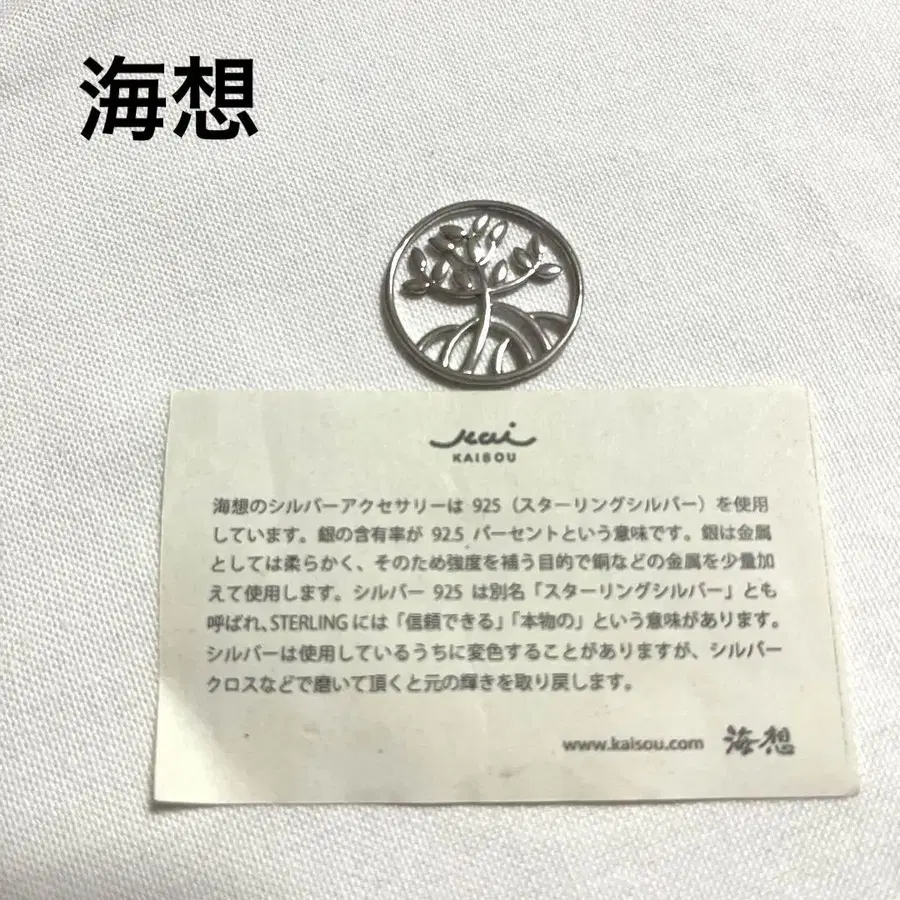 海想
Kai
KAISOU
海想のシルバーアクセサリーは 925（スターリングシルバー）を使用
しています。銀の含有率が 92.5 パーセントという意味です。銀は金属
としては柔らかく、そのため強度を補う目的で銅などの金属を少量加
えて使用します。シルバー 925 は別名「スターリングシルバー」とも
呼ばれ、STERLING には「信頼できる」「本物の」という意味があります。
シルバーは使用しているうちに変色することがありますが、シルバー
クロスなどで磨いて頂くと元の輝きを取り戻します。
www.kaisou.com 海想